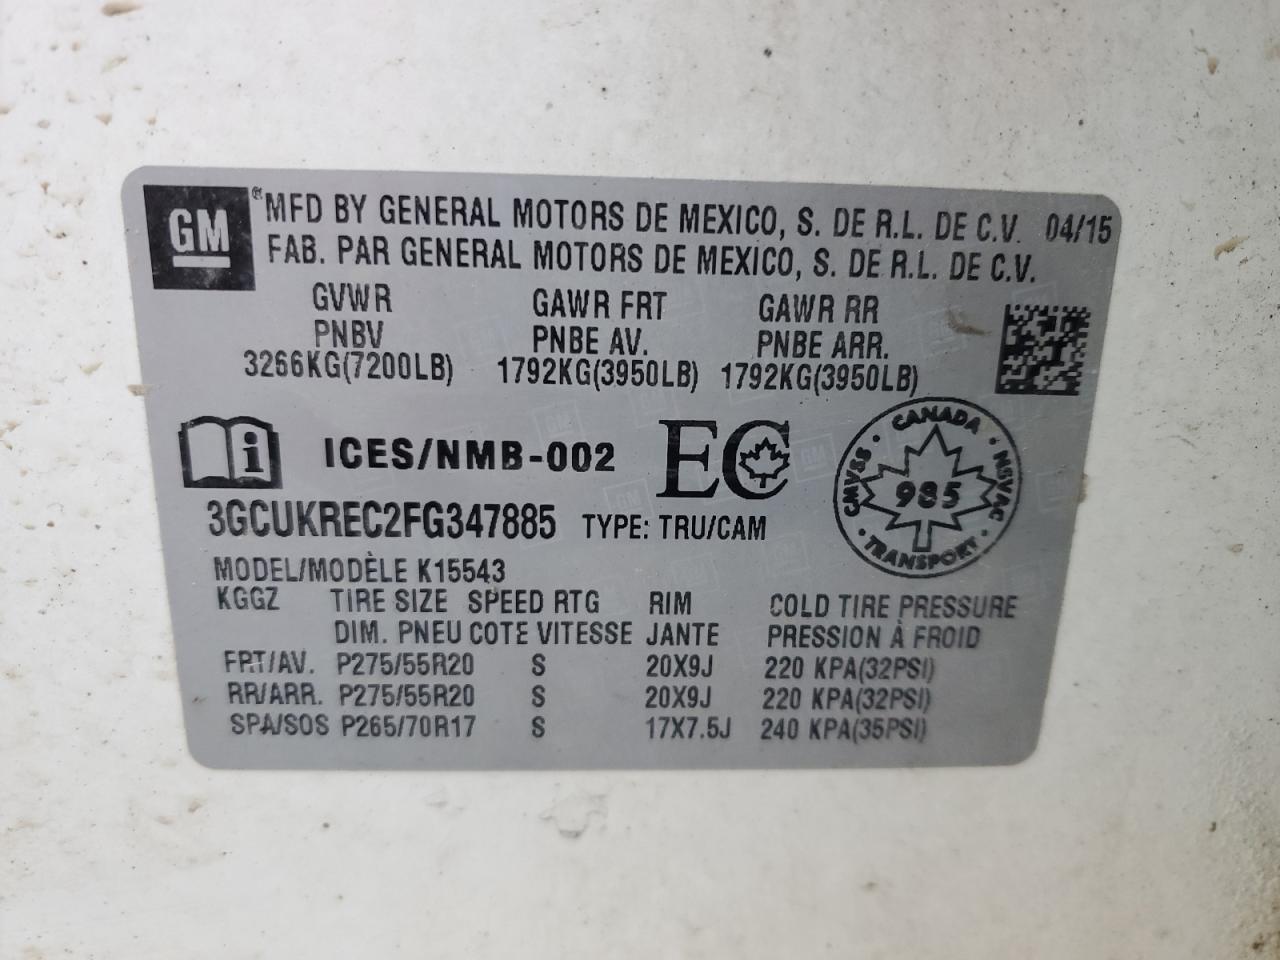 GM ® MFD BY GENERAL MOTORS DE MEXICO, S. DE R.L. DE C.V. 04/15
FAB. PAR GENERAL MOTORS DE MEXICO, S. DE R.L. DE C.V.
GVWR GAWR FRT GAWR RR
PNBV PNBE AV. PNBE ARR.
3266KG(7200LB) 1792KG(3950LB) 1792KG(3950LB)
i ICES/NMB-002 EC
CANADA
CMVSS 985 NSVAC
TRANSPORT
3GCUKREC2FG347885 TYPE: TRU/CAM
MODEL/MODÈLE K15543
KGGZ TIRE SIZE SPEED RTG RIM COLD TIRE PRESSURE
DIM. PNEU COTE VITESSE JANTE PRESSION À FROID
FRT/AV. P275/55R20 S 20X9J 220 KPA(32PSI)
RR/ARR. P275/55R20 S 20X9J 220 KPA(32PSI)
SPA/SOS P265/70R17 S 17X7.5J 240 KPA(35PSI)